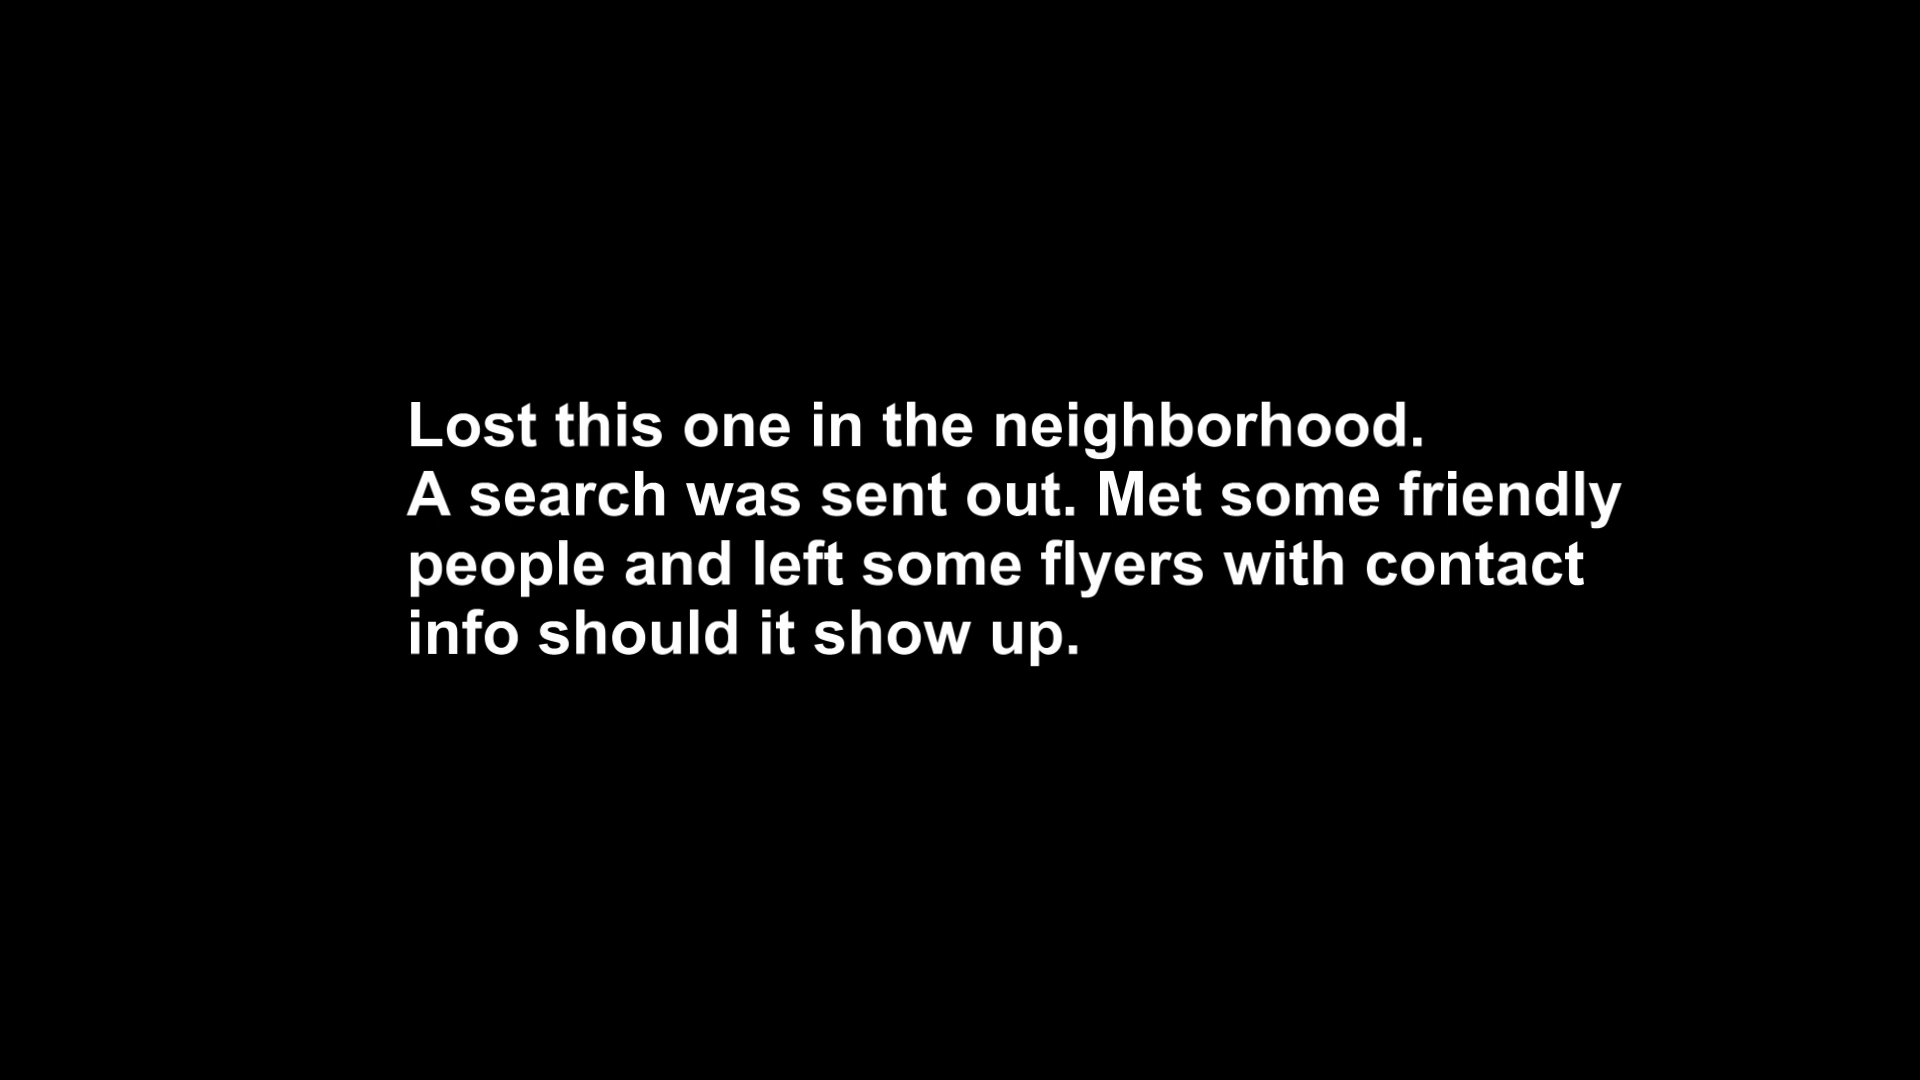 Lost this one in the neighborhood.
A search was sent out. Met some friendly
people and left some flyers with contact
info should it show up.